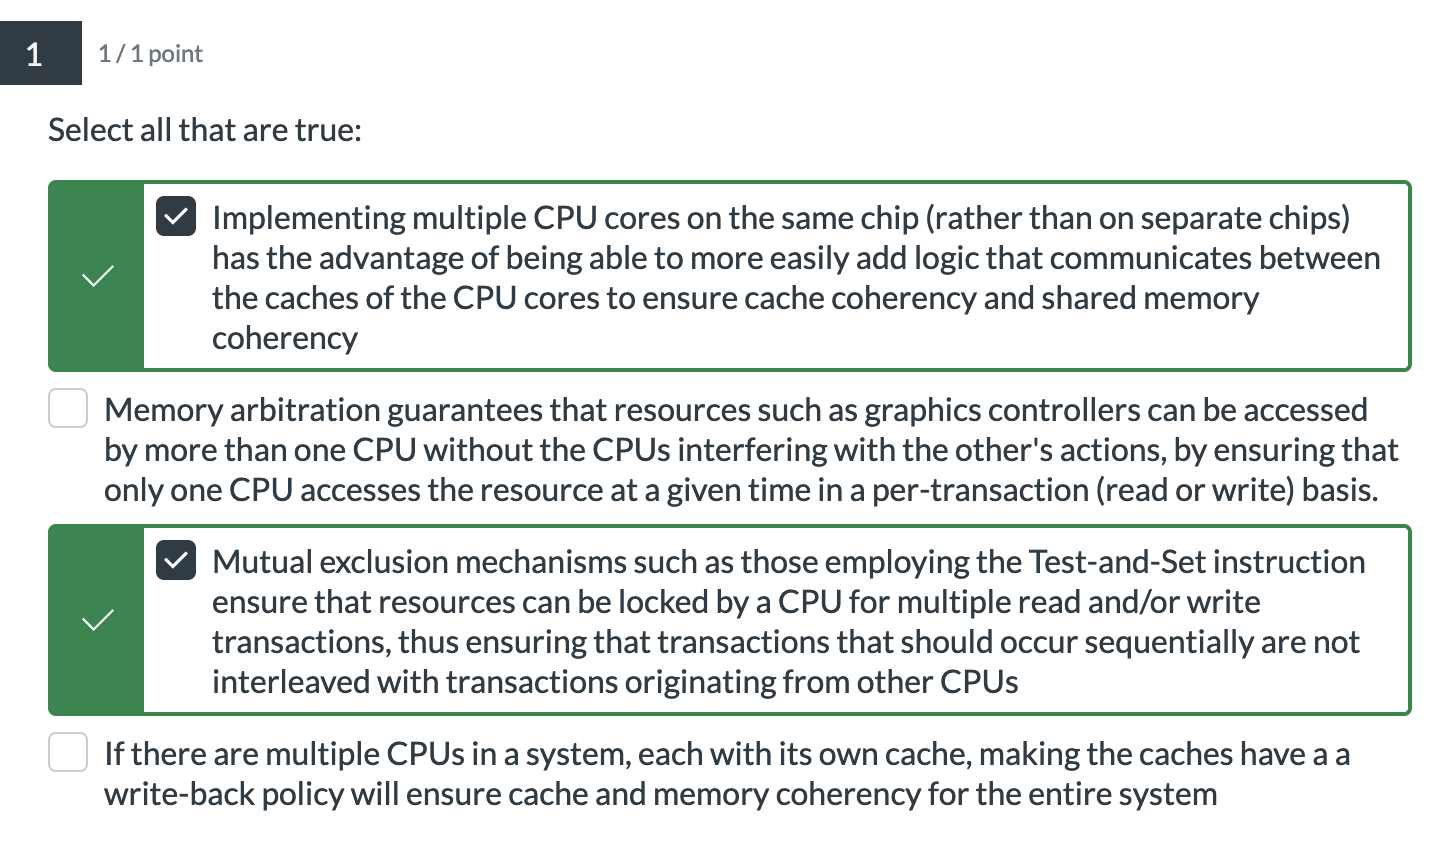 1
1 / 1 point
Select all that are true:
Implementing multiple CPU cores on the same chip (rather than on separate chips)
has the advantage of being able to more easily add logic that communicates between
the caches of the CPU cores to ensure cache coherency and shared memory
coherency
Memory arbitration guarantees that resources such as graphics controllers can be accessed
by more than one CPU without the CPUs interfering with the other's actions, by ensuring that
only one CPU accesses the resource at a given time in a per-transaction (read or write) basis.
Mutual exclusion mechanisms such as those employing the Test-and-Set instruction
ensure that resources can be locked by a CPU for multiple read and/or write
transactions, thus ensuring that transactions that should occur sequentially are not
interleaved with transactions originating from other CPUs
If there are multiple CPUs in a system, each with its own cache, making the caches have a a
write-back policy will ensure cache and memory coherency for the entire system